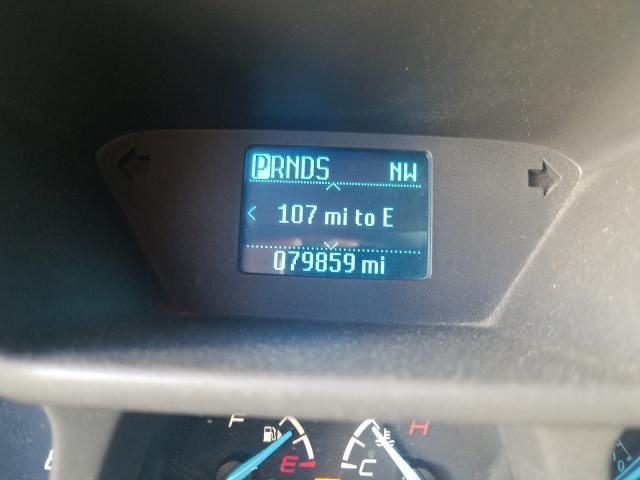 PRNDS NW
< 107 mi to E
079859 mi
F H
E C